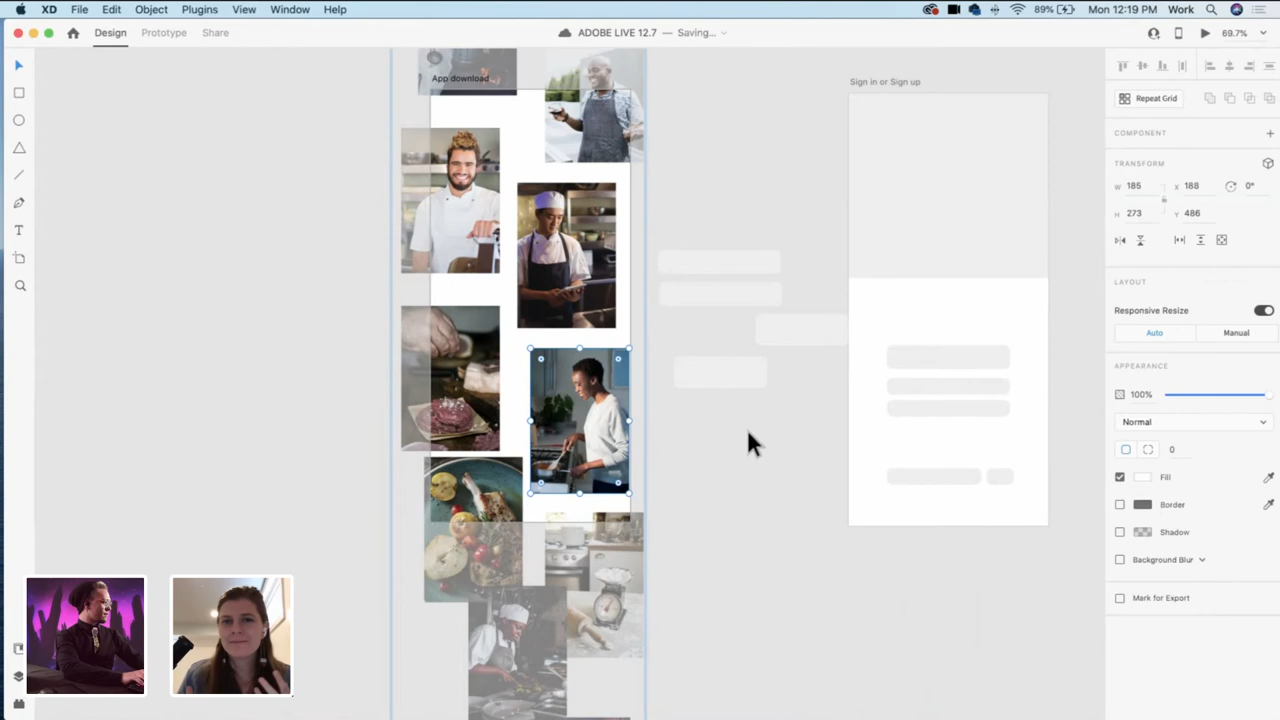 XD File Edit Object Plugins View Window Help 89% Mon 12:19 PM Work
Design Prototype Share ADOBE LIVE 12.7 — Saving... 69.7%
App download
Sign in or Sign up
Repeat Grid
COMPONENT
TRANSFORM
W 185 X 188 0°
H 273 Y 486
LAYOUT
Responsive Resize
Auto Manual
APPEARANCE
100%
Normal
0
Fill
Border
Shadow
Background Blur
Mark for Export